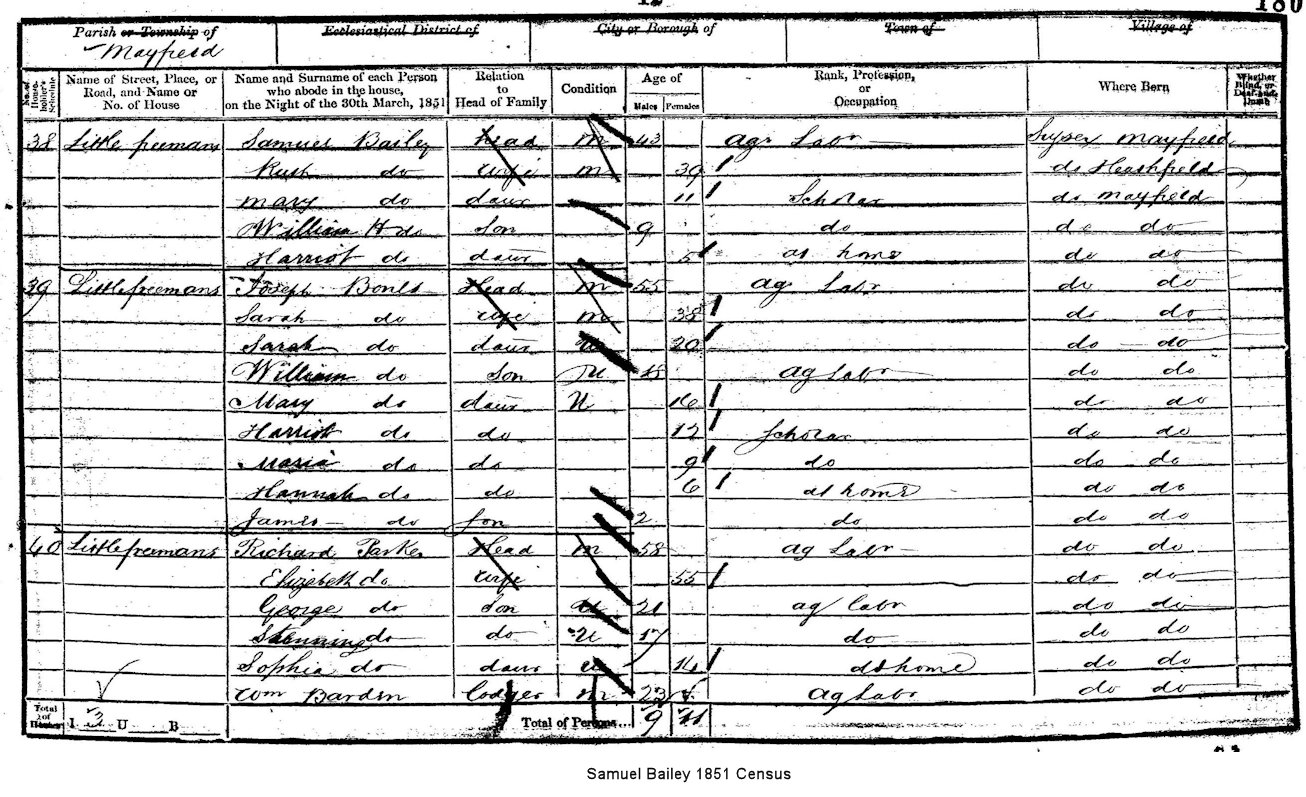 12
180
Parish or Township of Ecclesiastical District of City or Borough of Town of Village of
Mayfield
No. of House-holder's Schedule Name of Street, Place, or Road, and Name or No. of House Name and Surname of each Person who abode in the house, on the Night of the 30th March, 1851 Relation to Head of Family Condition Age of Males Females Rank, Profession, or Occupation Where Born Whether Blind, or Deaf-and-Dumb
38 Little freemans Samuel Bailey Head M 43 Ag Labr Sussex Mayfield
Ruth do Wife M 39 do Heathfield
Mary do daur 11 Scholar do Mayfield
William H do Son 9 do do do
Harriot do daur 5 at home do do
39 Littlefreemans Joseph Bones Head M 55 Ag Labr do do
Sarah do Wife M 38 do do
Sarah do daur U 20 do do
William do Son U 18 Ag Labr do do
Mary do daur U 16 do do
Harriot do do 12 Scholar do do
Maria do do 9 do do do
Hannah do do 6 at home do do
James do Son 2 do do do
40 Littlefreemans Richard Parker Head M 58 Ag Labr do do
Elizabeth do Wife 55 do do
George do Son U 21 Ag Labr do do
do do U 17 do do do
Sophia do daur U 14 at home do do
Wm Barden Lodger M 23 Ag Labr do do
Total of Houses I 3 U B Total of Persons... 9 11
Samuel Bailey 1851 Census